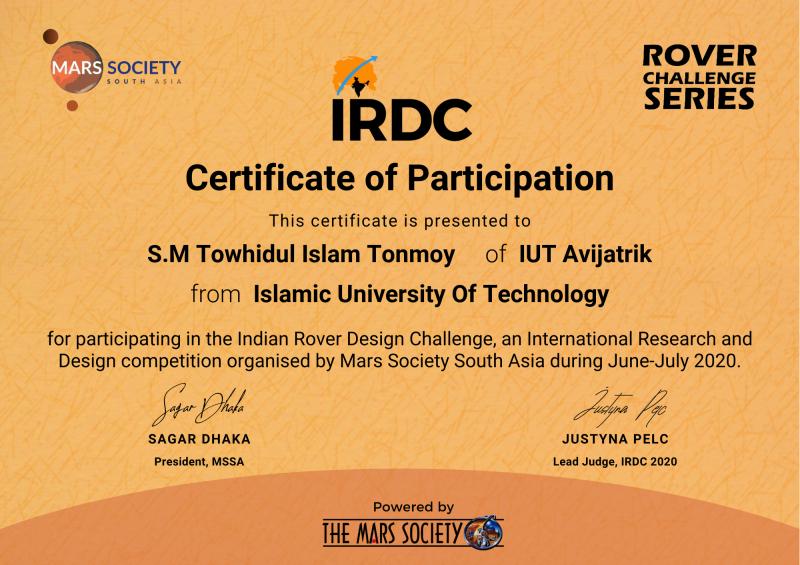 MARS SOCIETY
SOUTH ASIA
ROVER
CHALLENGE
SERIES
IRDC
Certificate of Participation
This certificate is presented to
S.M Towhidul Islam Tonmoy of IUT Avijatrik
from Islamic University Of Technology
for participating in the Indian Rover Design Challenge, an International Research and
Design competition organised by Mars Society South Asia during June-July 2020.
Sagar Dhaka
Justyna Pelc
SAGAR DHAKA
JUSTYNA PELC
President, MSSA
Lead Judge, IRDC 2020
Powered by
THE MARS SOCIETY